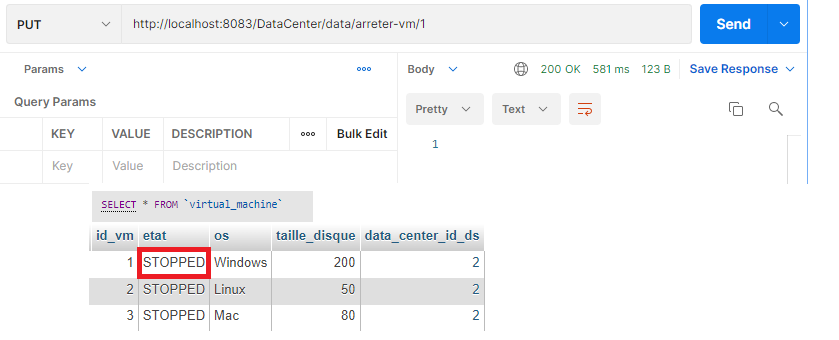 PUT http://localhost:8083/DataCenter/data/arreter-vm/1 Send
Params ooo Body 200 OK 581 ms 123 B Save Response
Query Params Pretty Text
KEY VALUE DESCRIPTION ooo Bulk Edit 1
Key Value Description
SELECT * FROM `virtual_machine`
id_vm etat os taille_disque data_center_id_ds
1 STOPPED Windows 200 2
2 STOPPED Linux 50 2
3 STOPPED Mac 80 2